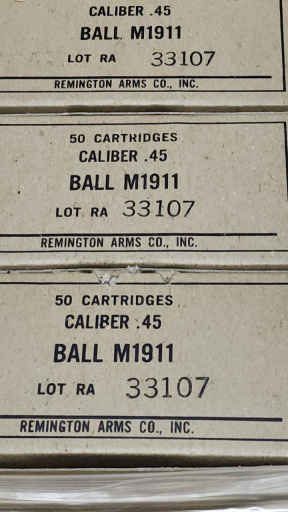 CALIBER .45
BALL M1911
LOT RA 33107
REMINGTON ARMS CO., INC.
50 CARTRIDGES
CALIBER .45
BALL M1911
LOT RA 33107
REMINGTON ARMS CO., INC.
50 CARTRIDGES
CALIBER .45
BALL M1911
LOT RA 33107
REMINGTON ARMS CO., INC.